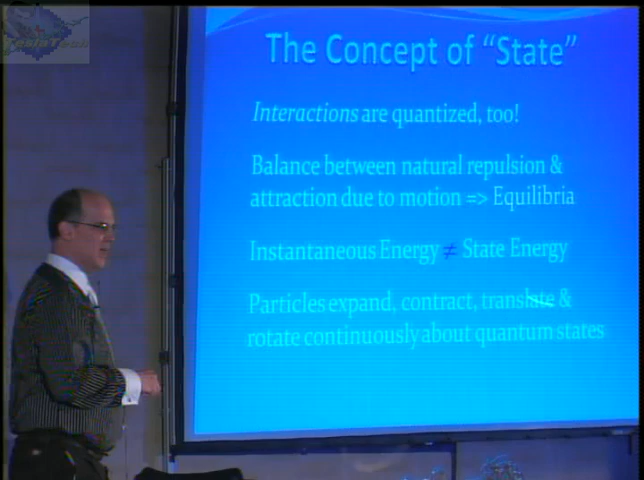 TeslaTech
The Concept of "State"
Interactions are quantized, too!
Balance between natural repulsion &
attraction due to motion => Equilibria
Instantaneous Energy ≠ State Energy
Particles expand, contract, translate &
rotate continuously about quantum states